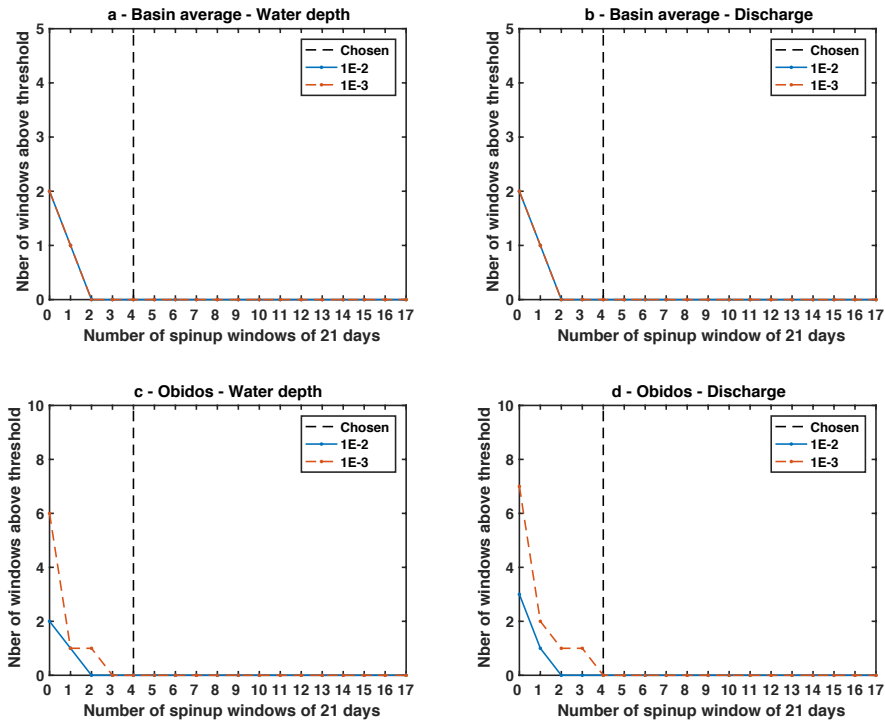 a - Basin average - Water depth
Nber of windows above threshold
5
4
3
2
1
0
Chosen
1E-2
1E-3
0 1 2 3 4 5 6 7 8 9 10 11 12 13 14 15 16 17
Number of spinup windows of 21 days
b - Basin average - Discharge
Nber of windows above threshold
5
4
3
2
1
0
Chosen
1E-2
1E-3
0 1 2 3 4 5 6 7 8 9 10 11 12 13 14 15 16 17
Number of spinup window of 21 days
c - Obidos - Water depth
Nber of windows above threshold
10
8
6
4
2
0
Chosen
1E-2
1E-3
0 1 2 3 4 5 6 7 8 9 10 11 12 13 14 15 16 17
Number of spinup windows of 21 days
d - Obidos - Discharge
Nber of windows above threshold
10
8
6
4
2
0
Chosen
1E-2
1E-3
0 1 2 3 4 5 6 7 8 9 10 11 12 13 14 15 16 17
Number of spinup windows of 21 days